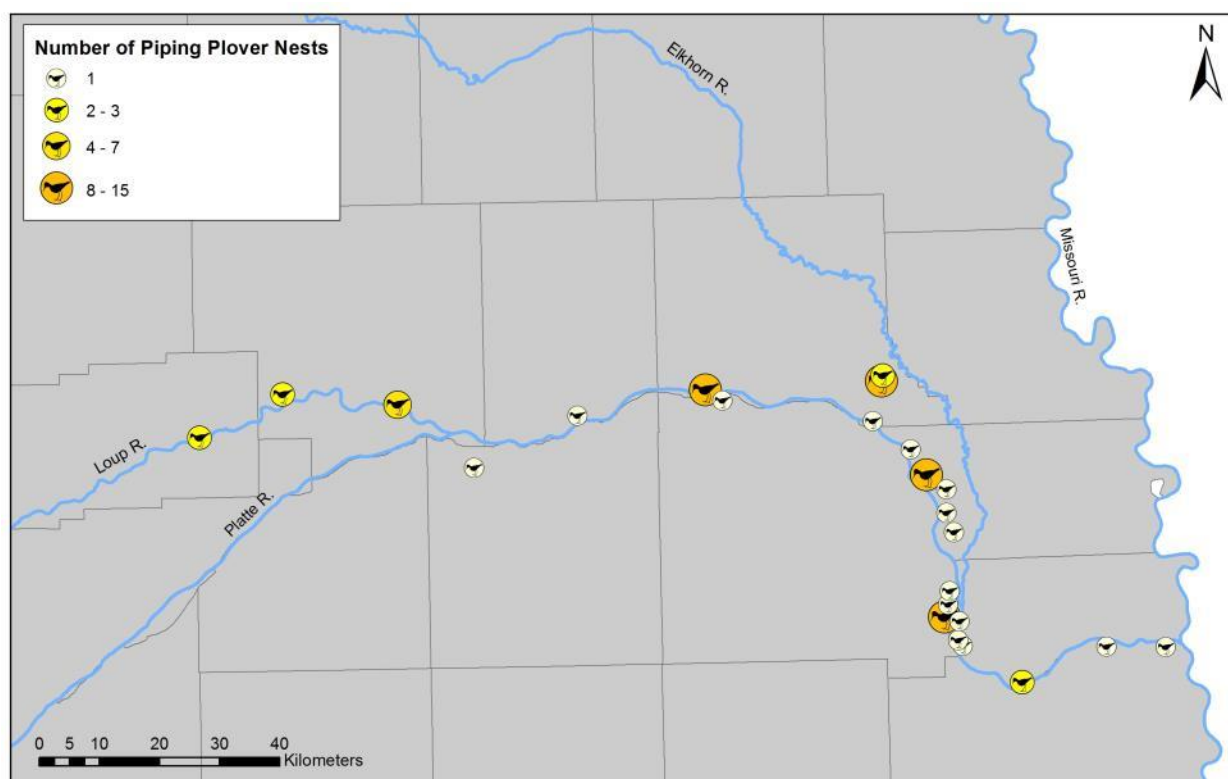 Number of Piping Plover Nests
1
2 - 3
4 - 7
8 - 15
N
Elkhorn R.
Missouri R.
Loup R.
Platte R.
0 5 10 20 30 40
Kilometers